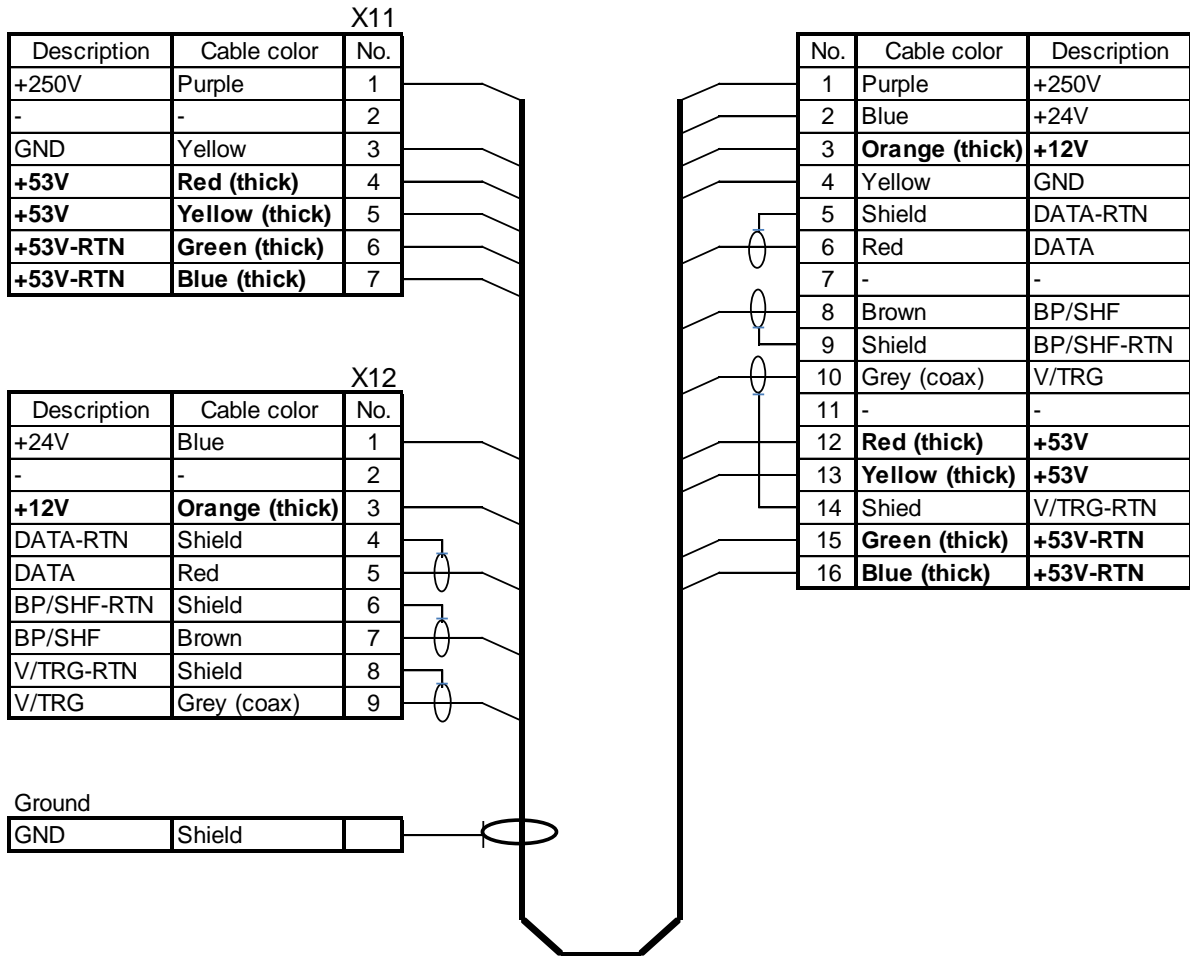 X11
Description Cable color No.
+250V Purple 1
- - 2
GND Yellow 3
+53V Red (thick) 4
+53V Yellow (thick) 5
+53V-RTN Green (thick) 6
+53V-RTN Blue (thick) 7
X12
Description Cable color No.
+24V Blue 1
- - 2
+12V Orange (thick) 3
DATA-RTN Shield 4
DATA Red 5
BP/SHF-RTN Shield 6
BP/SHF Brown 7
V/TRG-RTN Shield 8
V/TRG Grey (coax) 9
Ground
GND Shield
No. Cable color Description
1 Purple +250V
2 Blue +24V
3 Orange (thick) +12V
4 Yellow GND
5 Shield DATA-RTN
6 Red DATA
7 - -
8 Brown BP/SHF
9 Shield BP/SHF-RTN
10 Grey (coax) V/TRG
11 - -
12 Red (thick) +53V
13 Yellow (thick) +53V
14 Shied V/TRG-RTN
15 Green (thick) +53V-RTN
16 Blue (thick) +53V-RTN